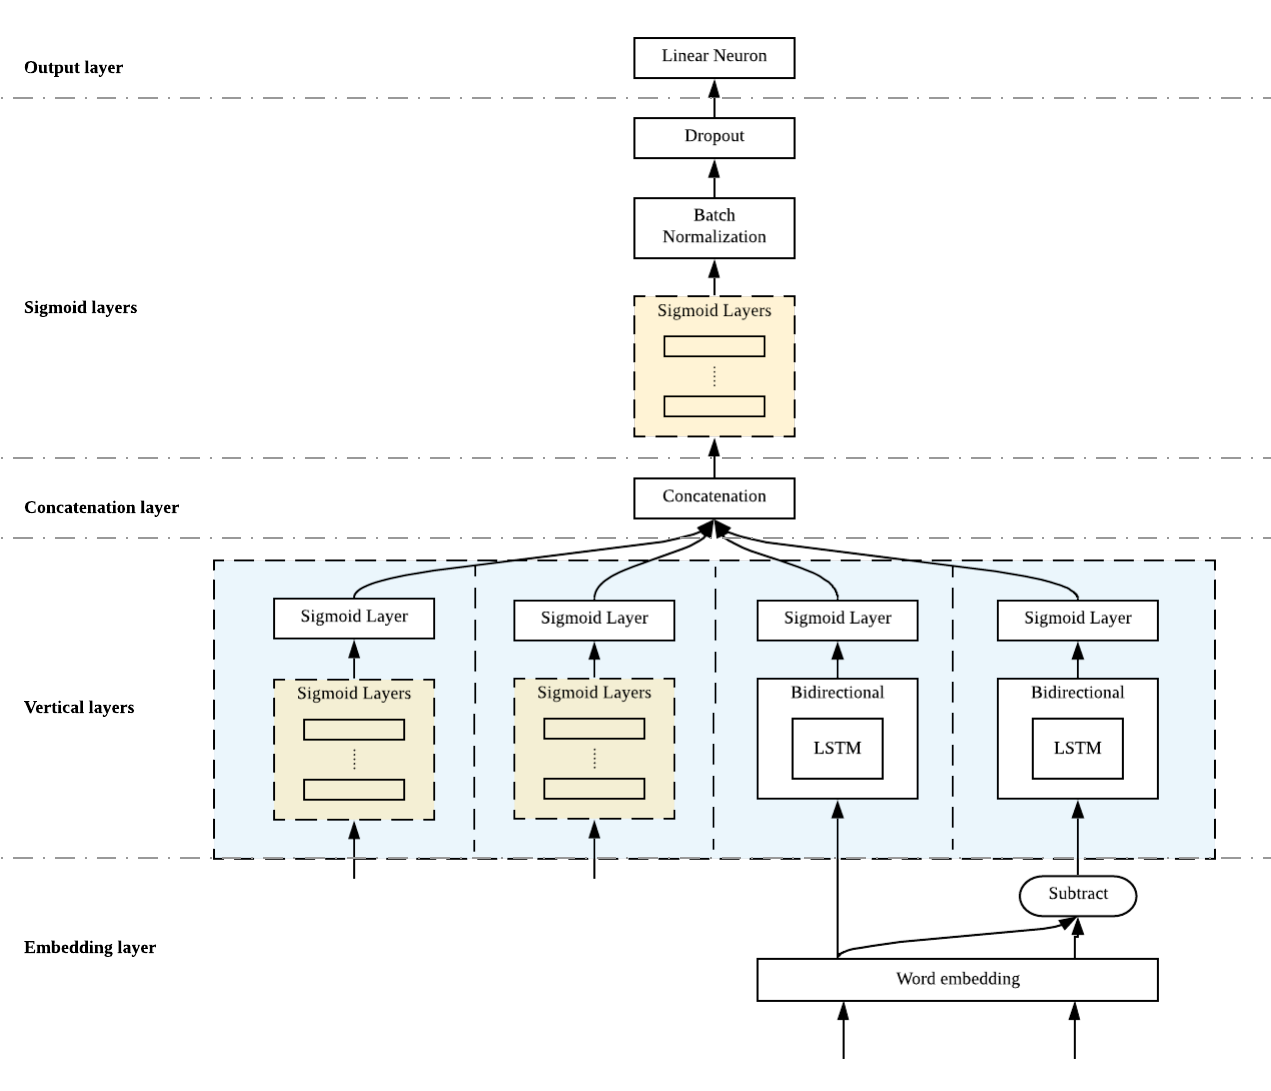 Linear Neuron
Output layer
Dropout
Batch
Normalization
Sigmoid layers
Sigmoid Layers
Concatenation
Concatenation layer
Sigmoid Layer
Sigmoid Layer
Sigmoid Layer
Sigmoid Layer
Sigmoid Layers
Sigmoid Layers
Bidirectional
Bidirectional
Vertical layers
LSTM
LSTM
Subtract
Embedding layer
Word embedding